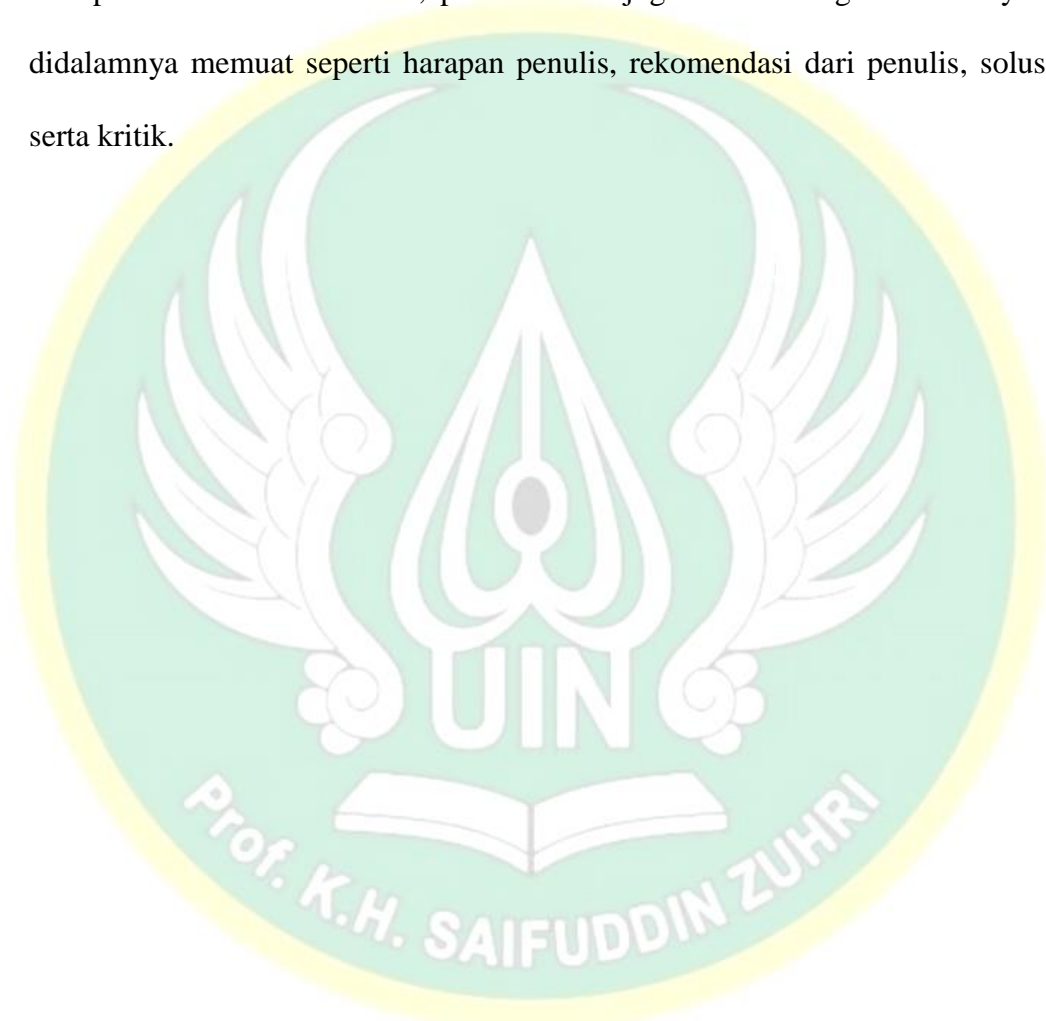 didalamnya memuat seperti harapan penulis, rekomendasi dari penulis, solus
serta kritik.
UIN
Prof. K.H. SAIFUDDIN ZUHRI